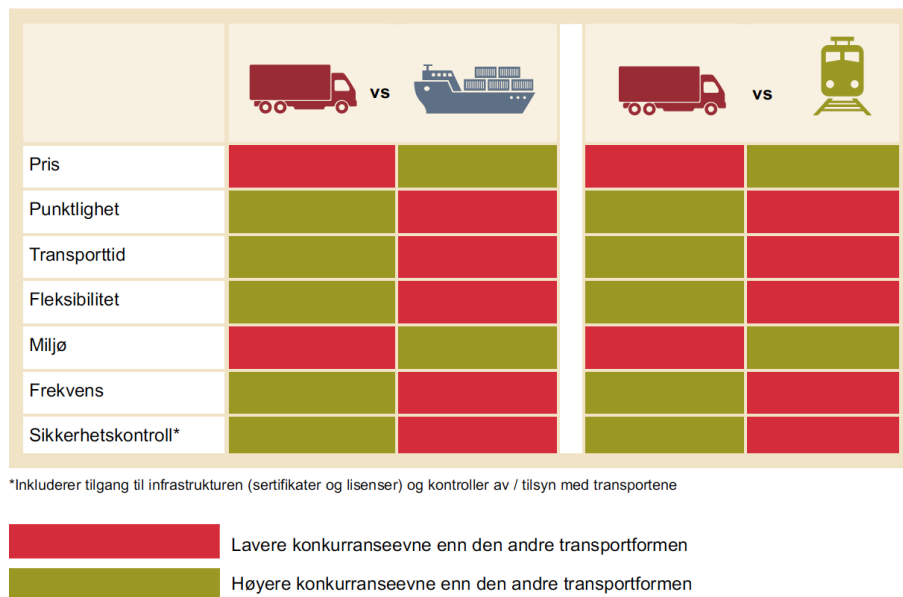 vs
vs
Pris
Punktlighet
Transporttid
Fleksibilitet
Miljø
Frekvens
Sikkerhetskontroll*
*Inkluderer tilgang til infrastrukturen (sertifikater og lisenser) og kontroller av / tilsyn med transportene
Lavere konkurranseevne enn den andre transportformen
Høyere konkurranseevne enn den andre transportformen